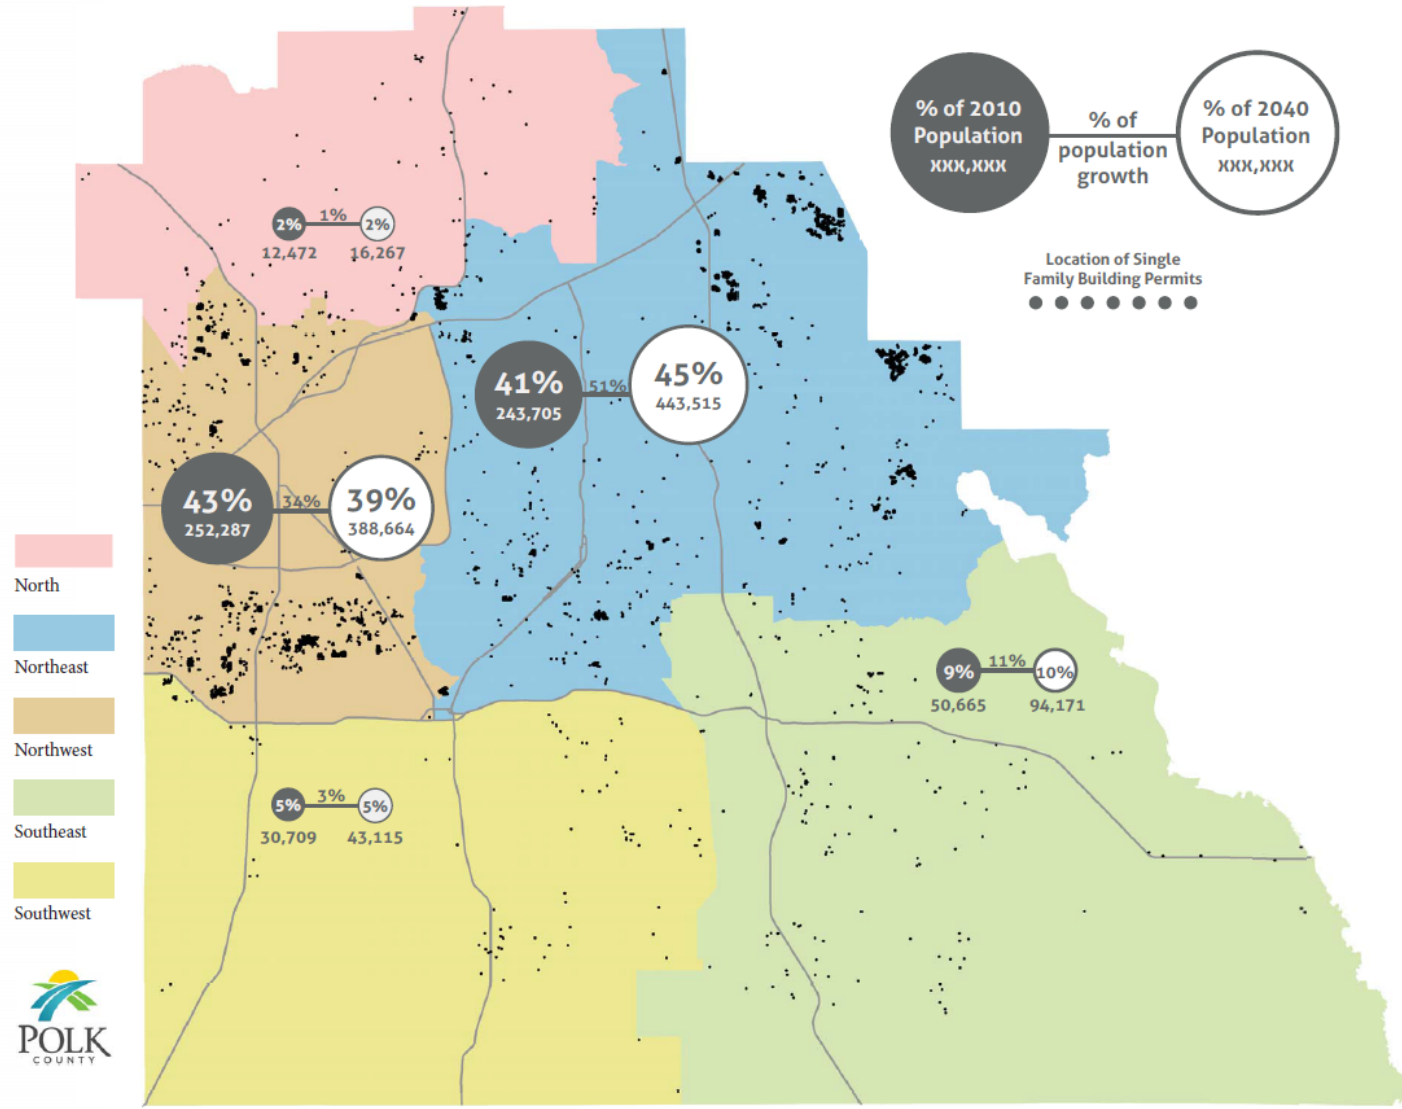 % of 2010
Population
xxx,xxx
% of
population
growth
% of 2040
Population
xxx,xxx
Location of Single
Family Building Permits
2% 1% 2%
12,472 16,267
41% 51% 45%
243,705 443,515
43% 34% 39%
252,287 388,664
9% 11% 10%
50,665 94,171
5% 3% 5%
30,709 43,115
North
Northeast
Northwest
Southeast
Southwest
POLK
COUNTY